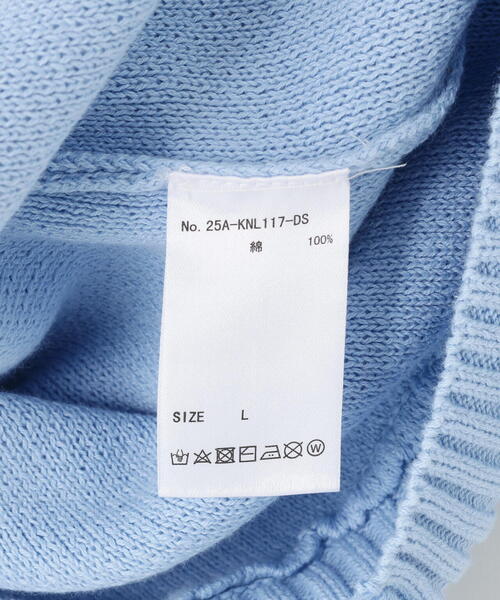 No. 25A-KNL117-DS
綿 100%
SIZE L
W